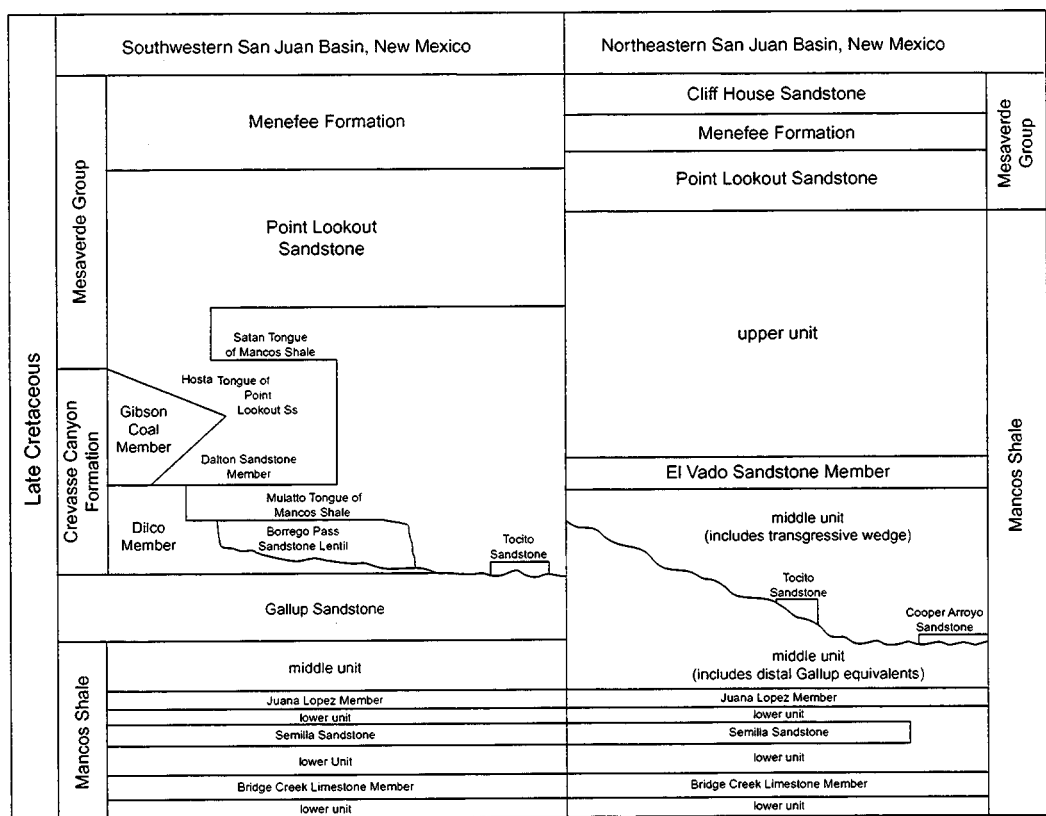 Southwestern San Juan Basin, New Mexico
Northeastern San Juan Basin, New Mexico
Late Cretaceous
Mesaverde Group
Crevasse Canyon
Formation
Mancos Shale
Menefee Formation
Point Lookout
Sandstone
Satan Tongue
of Mancos Shale
Hosta Tongue of
Point
Lookout Ss
Gibson
Coal
Member
Dalton Sandstone
Member
Mulatto Tongue of
Mancos Shale
Dilco
Member
Borrego Pass
Sandstone Lentil
Tocito
Sandstone
Gallup Sandstone
middle unit
Juana Lopez Member
lower unit
Semilla Sandstone
lower Unit
Bridge Creek Limestone Member
lower unit
Cliff House Sandstone
Menefee Formation
Point Lookout Sandstone
upper unit
El Vado Sandstone Member
middle unit
(includes transgressive wedge)
Tocito
Sandstone
Cooper Arroyo
Sandstone
middle unit
(includes distal Gallup equivalents)
Juana Lopez Member
lower unit
Semilla Sandstone
lower unit
Bridge Creek Limestone Member
lower unit
Mesaverde
Group
Mancos Shale